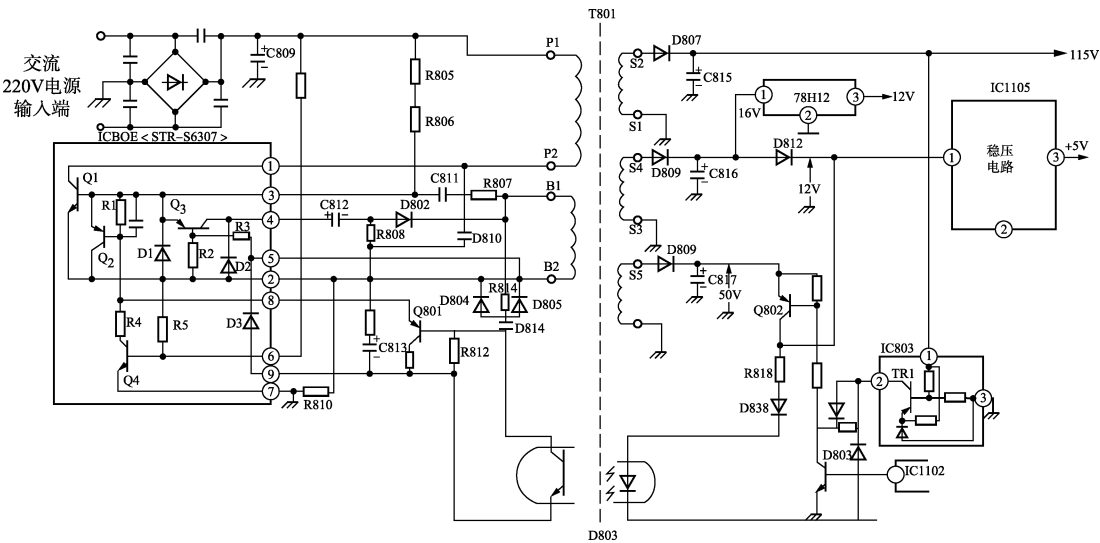 T801
交流
220V电源
输入端
C809
+
−
R805
R806
P1
P2
S2
D807
S1
C815
+
−
115V
78H12
1
2
3
16V
12V
IC1105
稳压
电路
1
2
3
+5V
ICBOE < STR-S6307 >
Q1
R1
Q2
Q3
D1
R2
R3
D2
D3
R4
R5
Q4
1
3
4
5
2
8
6
9
7
C811
R807
B1
C812
+
−
D802
R808
D810
B2
D804
R814
D805
D814
Q801
R812
C813
+
−
R810
S4
D809
S3
C816
+
−
D812
12V
S5
D809
C817
+
−
50V
Q802
R818
D838
IC803
1
2
3
TR1
D803
IC1102
D803